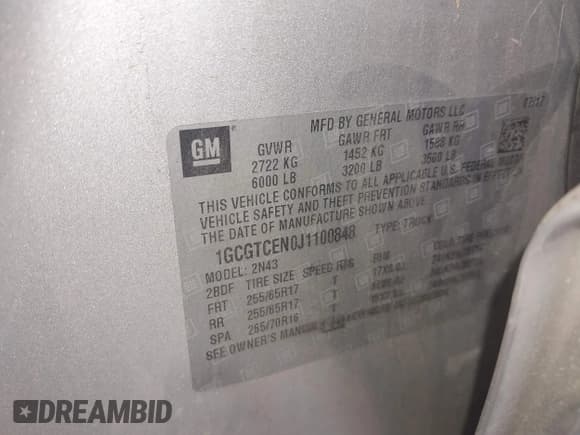 MFD BY GENERAL MOTORS LLC
GM GVWR GAWR FRT GAWR RR
2722 KG 1452 KG 1588 KG
6000 LB 3200 LB 3500 LB
THIS VEHICLE CONFORMS TO ALL APPLICABLE U.S. FEDERAL MOTOR
VEHICLE SAFETY AND THEFT PREVENTION STANDARDS IN EFFECT ON
THE DATE OF MANUFACTURE SHOWN ABOVE.
1GCGTCEN0J1100848 TYPE: TRUCK
MODEL: 2N43
2BDF TIRE SIZE SPEED RTG RIM COLD TIRE
FRT 255/65R17 T
RR 255/65R17 T
SPA 265/70R16
SEE OWNER'S MANUAL
DREAMBID